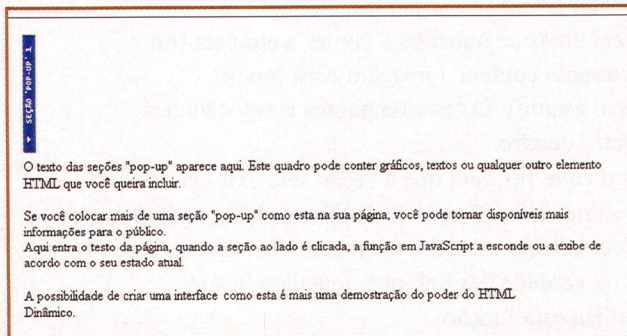 ▼ SEÇÃO 'POP-UP' 1
O texto das seções "pop-up" aparece aqui. Este quadro pode conter gráficos, textos ou qualquer outro elemento
HTML que você queira incluir.
Se você colocar mais de uma seção "pop-up" como esta na sua página, você pode tornar disponíveis mais
informações para o público.
Aqui entra o testo da página, quando a seção ao lado é clicada, a função em JavaScript a esconde ou a exibe de
acordo com o seu estado atual.
A possibilidade de criar uma interface como esta é mais uma demostração do poder do HTML
Dinâmico.